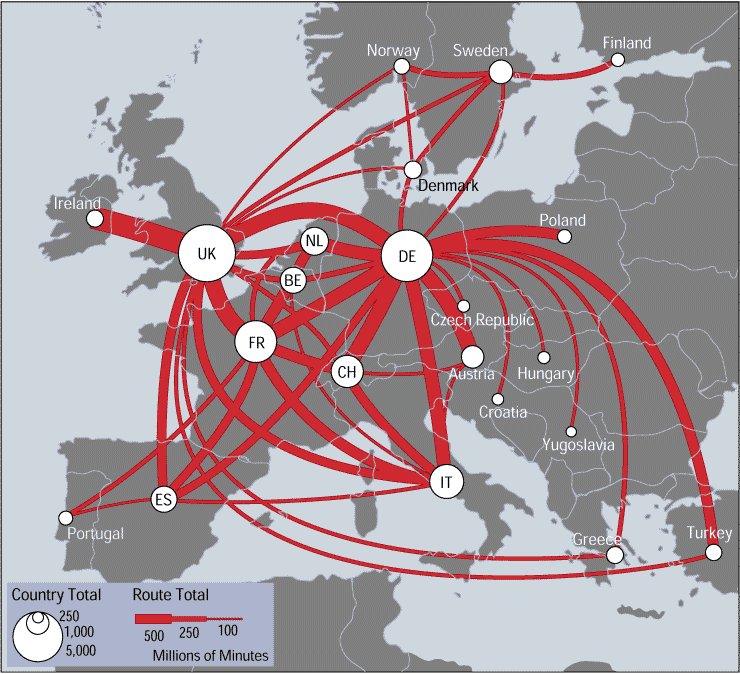 Norway
Sweden
Finland
Denmark
Ireland
UK
NL
DE
Poland
BE
Czech Republic
FR
CH
Austria
Hungary
Croatia
Yugoslavia
IT
ES
Portugal
Greece
Turkey
Country Total
250
1,000
5,000
Route Total
500 250 100
Millions of Minutes